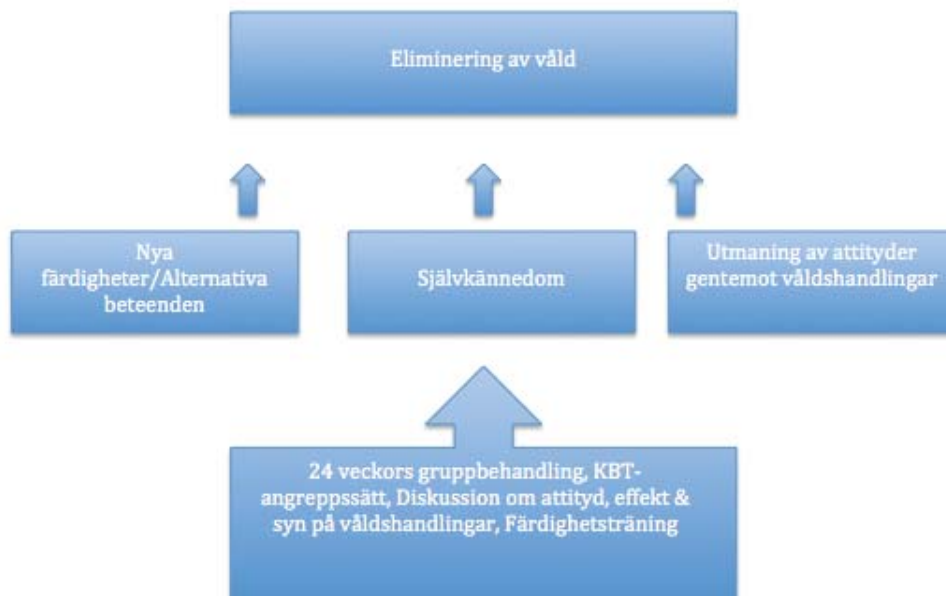 Eliminering av våld
Nya
färdigheter/Alternativa
beteenden
Självkännedom
Utmaning av attityder
gentemot våldshandlingar
24 veckors gruppbehandling, KBT-
angreppssätt, Diskussion om attityd, effekt &
syn på våldshandlingar, Färdighetsträning